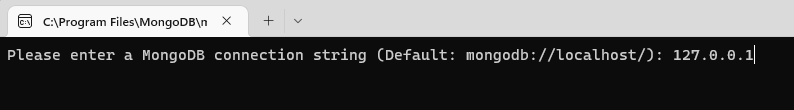 C:\Program Files\MongoDB\n
Please enter a MongoDB connection string (Default: mongodb://localhost/): 127.0.0.1